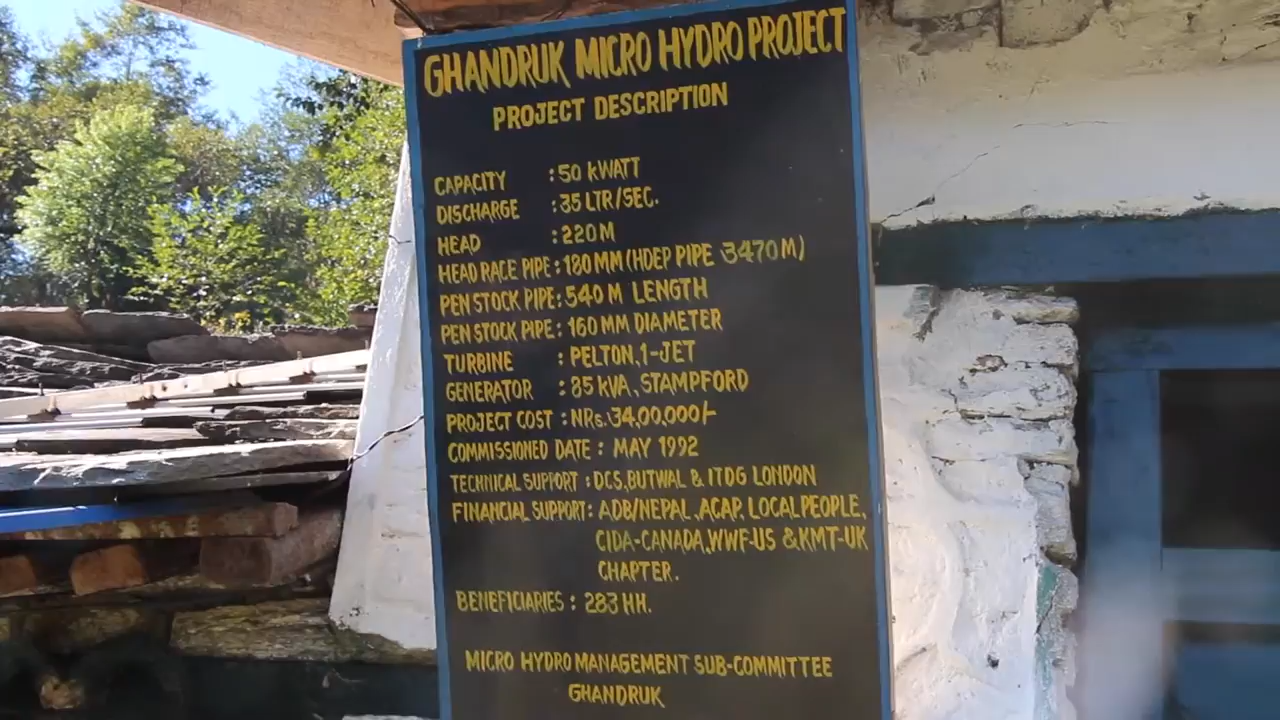 GHANDRUK MICRO HYDRO PROJECT
PROJECT DESCRIPTION
CAPACITY : 50 KWATT
DISCHARGE : 35 LTR/SEC.
HEAD : 220 M
HEAD RACE PIPE : 180 MM (HDEP PIPE 3470 M)
PEN STOCK PIPE : 540 M LENGTH
PEN STOCK PIPE : 160 MM DIAMETER
TURBINE : PELTON, 1-JET
GENERATOR : 85 KVA, STAMPFORD
PROJECT COST : NRs. 34,00,000/-
COMMISSIONED DATE : MAY 1992
TECHNICAL SUPPORT : DCS, BUTWAL & ITDG LONDON
FINANCIAL SUPPORT : ADB/NEPAL, ACAP, LOCAL PEOPLE,
CIDA-CANADA, WWF-US & KMT-UK
CHAPTER.
BENEFICIARIES : 283 HH.
MICRO HYDRO MANAGEMENT SUB-COMMITTEE
GHANDRUK